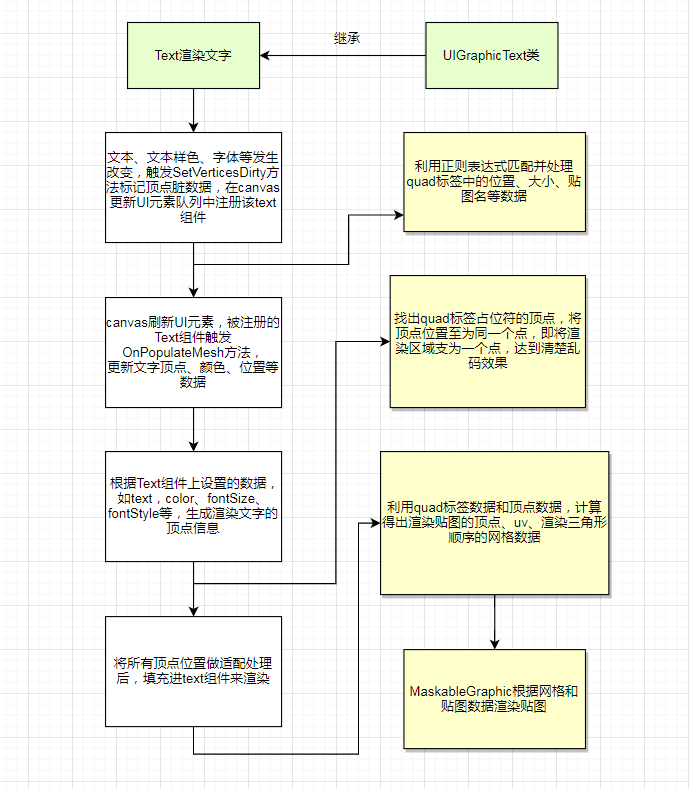 继承
Text渲染文字
UIGraphicText类
文本、文本样色、字体等发生
改变，触发SetVerticesDirty方
法标记顶点脏数据，在canvas
更新UI元素队列中注册该text
组件
利用正则表达式匹配并处理
quad标签中的位置、大小、贴
图名等数据
canvas刷新UI元素，被注册的
Text组件触发
OnPopulateMesh方法，
更新文字顶点、颜色、位置等
数据
找出quad标签占位符的顶点，将
顶点位置至为同一个点，即将渲
染区域支为一个点，达到清楚乱
码效果
根据Text组件上设置的数据，
如text，color、fontSize、
fontStyle等，生成渲染文字的
顶点信息
利用quad标签数据和顶点数据，计算
得出渲染贴图的顶点、uv、渲染三角形
顺序的网格数据
将所有顶点位置做适配处理
后，填充进text组件来渲染
MaskableGraphic根据网格和
贴图数据渲染贴图